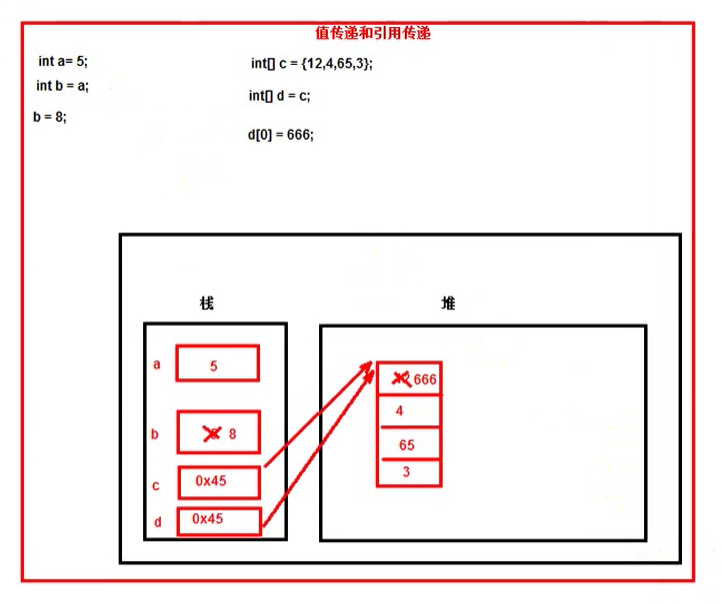 值传递和引用传递
int a= 5;
int b = a;
b = 8;
int[] c = {12,4,65,3};
int[] d = c;
d[0] = 666;
栈
堆
a
5
b
8
c
0x45
d
0x45
666
4
65
3